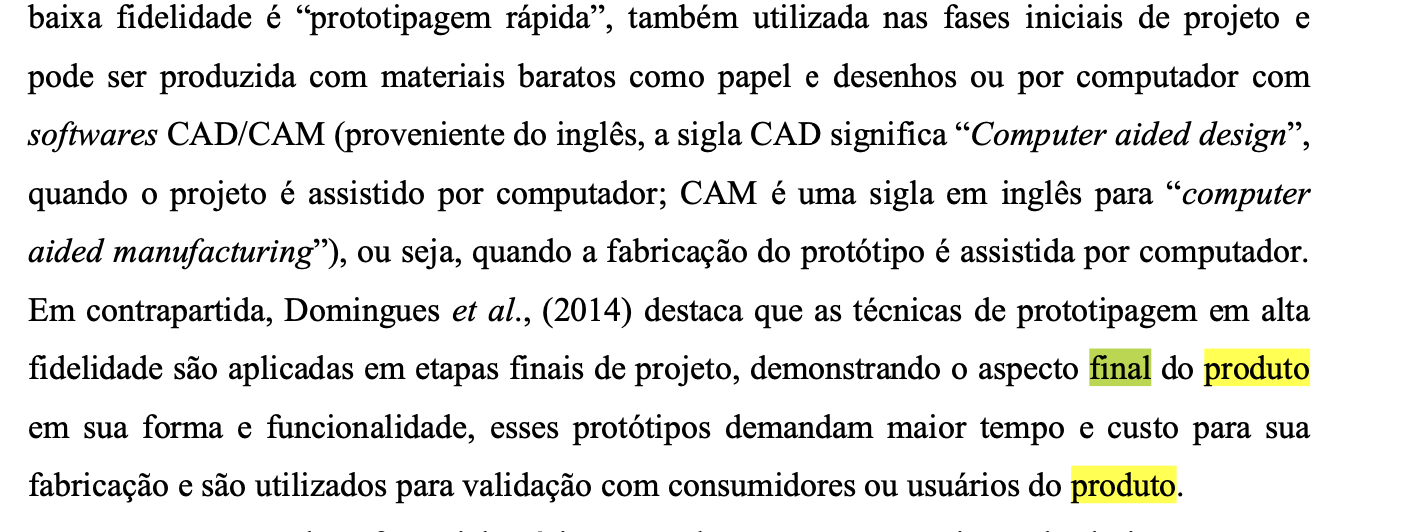 baixa fidelidade é “prototipagem rápida”, também utilizada nas fases iniciais de projeto e
pode ser produzida com materiais baratos como papel e desenhos ou por computador com
softwares CAD/CAM (proveniente do inglês, a sigla CAD significa “Computer aided design”,
quando o projeto é assistido por computador; CAM é uma sigla em inglês para “computer
aided manufacturing”), ou seja, quando a fabricação do protótipo é assistida por computador.
Em contrapartida, Domingues et al., (2014) destaca que as técnicas de prototipagem em alta
fidelidade são aplicadas em etapas finais de projeto, demonstrando o aspecto final do produto
em sua forma e funcionalidade, esses protótipos demandam maior tempo e custo para sua
fabricação e são utilizados para validação com consumidores ou usuários do produto.